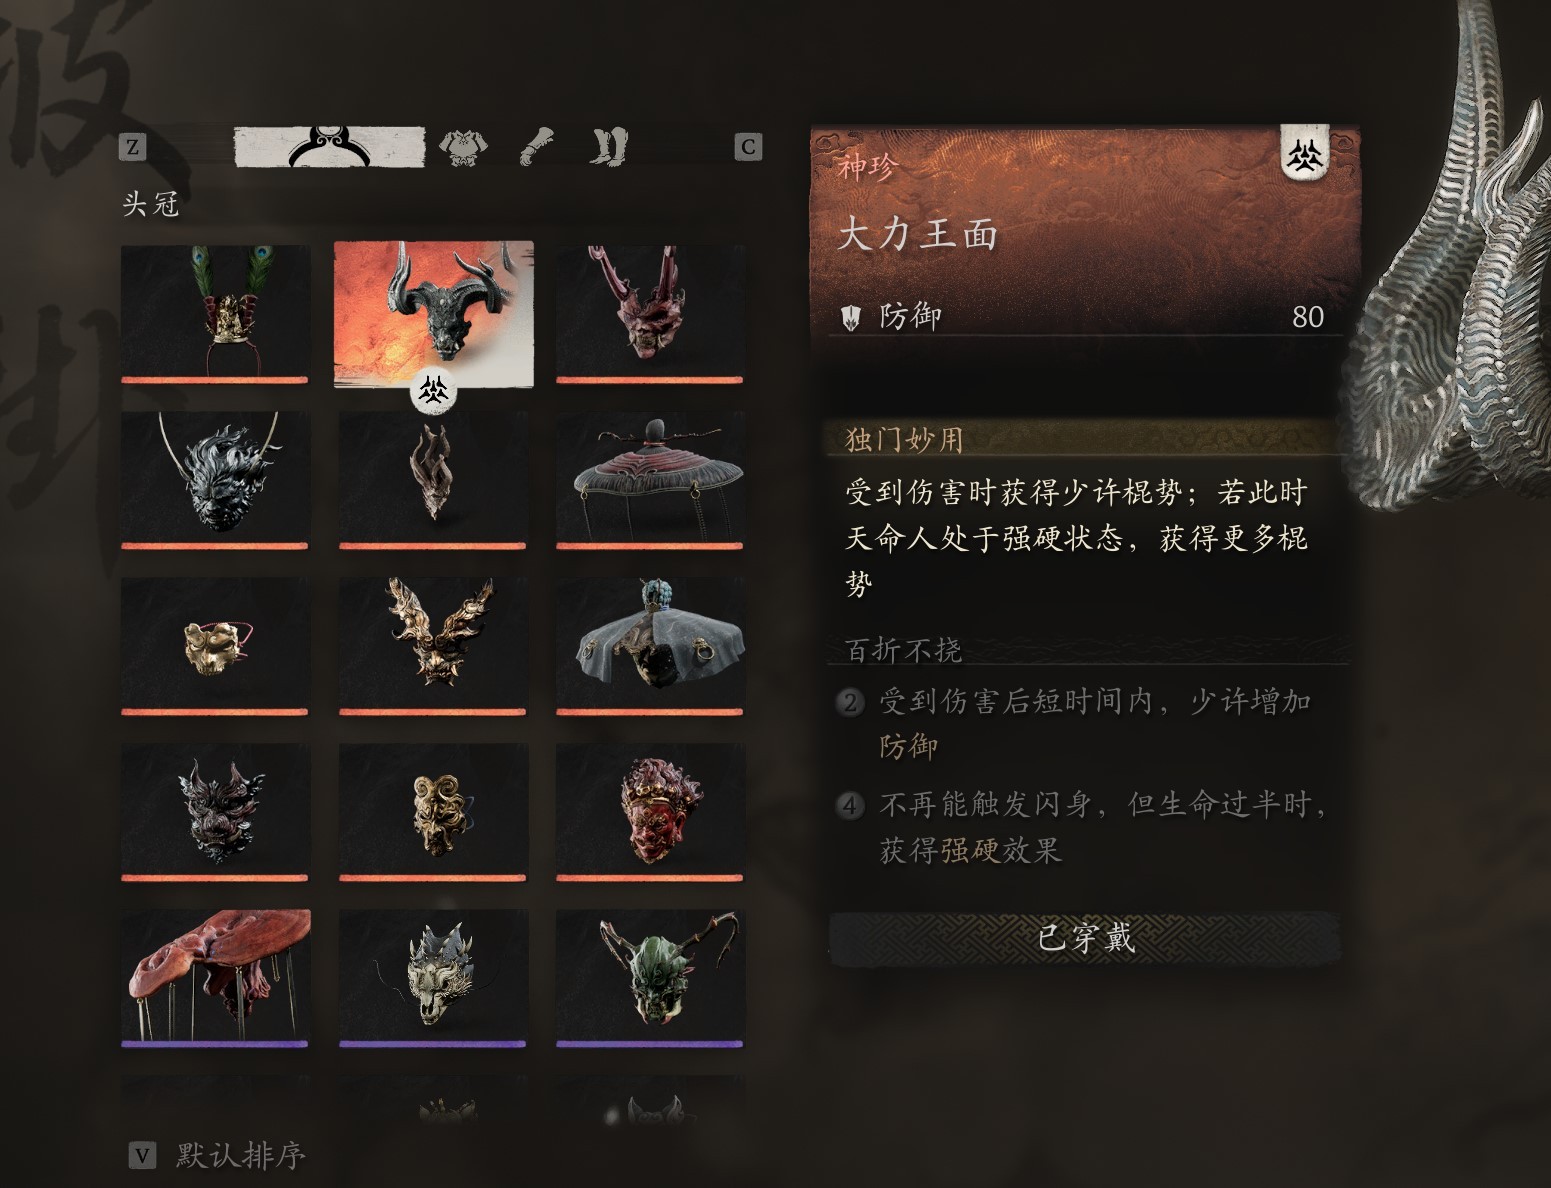 Z
C
头冠
神珍
大力王面
防御
80
独门妙用
受到伤害时获得少许棍势；若此时
天命人处于强硬状态，获得更多棍
势
百折不挠
2 受到伤害后短时间内，少许增加
防御
4 不再能触发闪身，但生命过半时，
获得强硬效果
已穿戴
V 默认排序